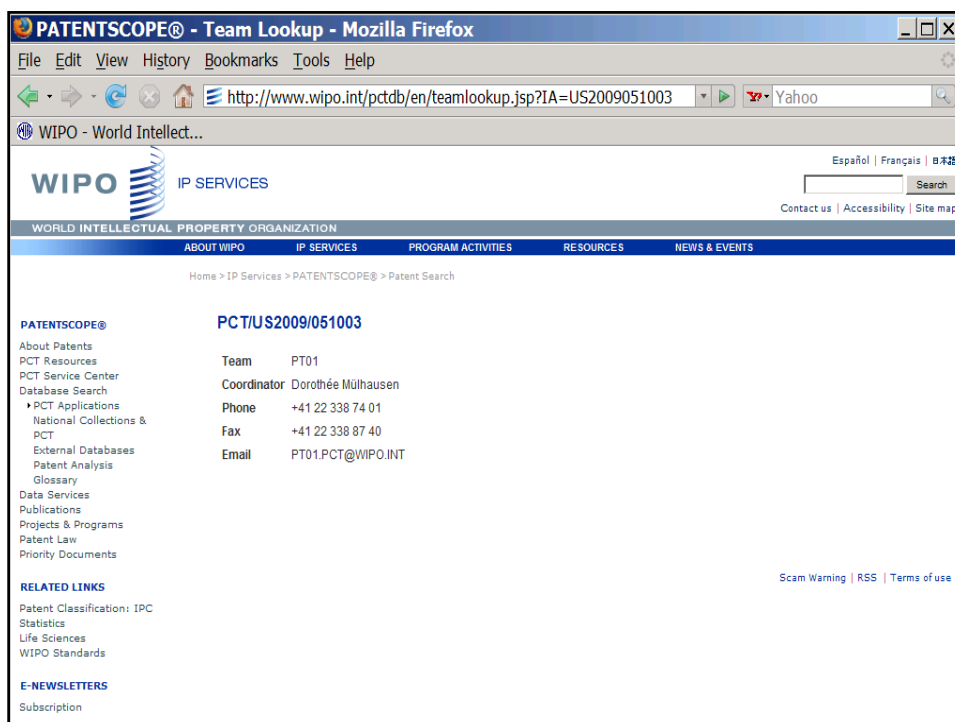 PATENTSCOPE® - Team Lookup - Mozilla Firefox
File Edit View History Bookmarks Tools Help
http://www.wipo.int/pctdb/en/teamlookup.jsp?IA=US2009051003 Yahoo
WIPO - World Intellect...
Español | Français | 日本語
WIPO IP SERVICES
Search
Contact us | Accessibility | Site map
WORLD INTELLECTUAL PROPERTY ORGANIZATION
ABOUT WIPO IP SERVICES PROGRAM ACTIVITIES RESOURCES NEWS & EVENTS
Home > IP Services > PATENTSCOPE® > Patent Search
PATENTSCOPE®
About Patents
PCT Resources
PCT Service Center
Database Search
PCT Applications
National Collections &
PCT
External Databases
Patent Analysis
Glossary
Data Services
Publications
Projects & Programs
Patent Law
Priority Documents
RELATED LINKS
Patent Classification: IPC
Statistics
Life Sciences
WIPO Standards
E-NEWSLETTERS
Subscription
PCT/US2009/051003
Team PT01
Coordinator Dorothée Mülhausen
Phone +41 22 338 74 01
Fax +41 22 338 87 40
Email PT01.PCT@WIPO.INT
Scam Warning | RSS | Terms of use